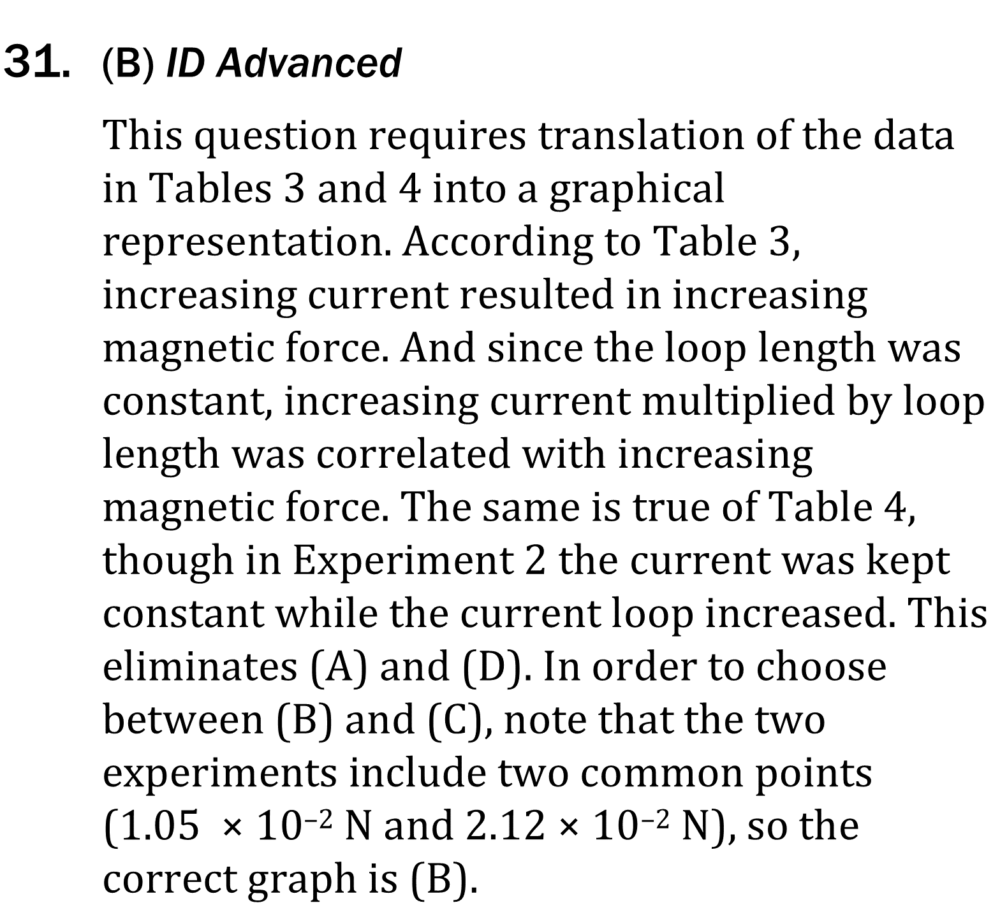 31. (B) ID Advanced
This question requires translation of the data
in Tables 3 and 4 into a graphical
representation. According to Table 3,
increasing current resulted in increasing
magnetic force. And since the loop length was
constant, increasing current multiplied by loop
length was correlated with increasing
magnetic force. The same is true of Table 4,
though in Experiment 2 the current was kept
constant while the current loop increased. This
eliminates (A) and (D). In order to choose
between (B) and (C), note that the two
experiments include two common points
(1.05 × 10⁻² N and 2.12 × 10⁻² N), so the
correct graph is (B).